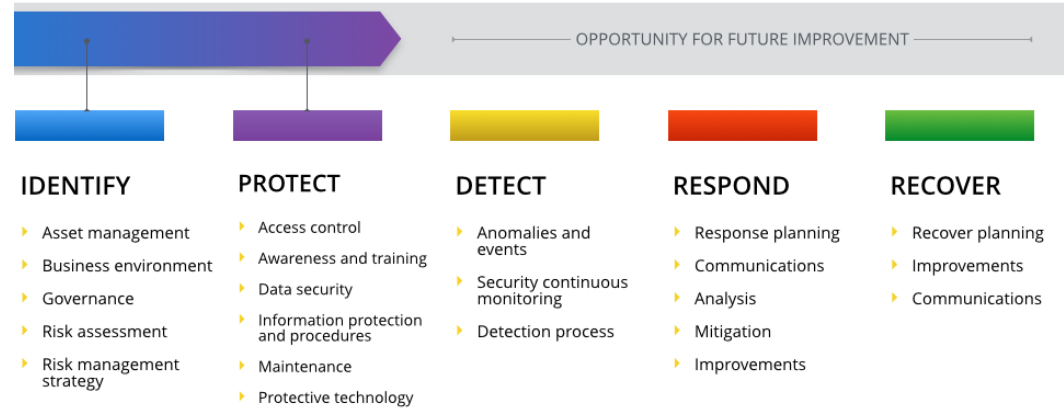 OPPORTUNITY FOR FUTURE IMPROVEMENT
IDENTIFY
Asset management
Business environment
Governance
Risk assessment
Risk management
strategy
PROTECT
Access control
Awareness and training
Data security
Information protection
and procedures
Maintenance
Protective technology
DETECT
Anomalies and
events
Security continuous
monitoring
Detection process
RESPOND
Response planning
Communications
Analysis
Mitigation
Improvements
RECOVER
Recover planning
Improvements
Communications